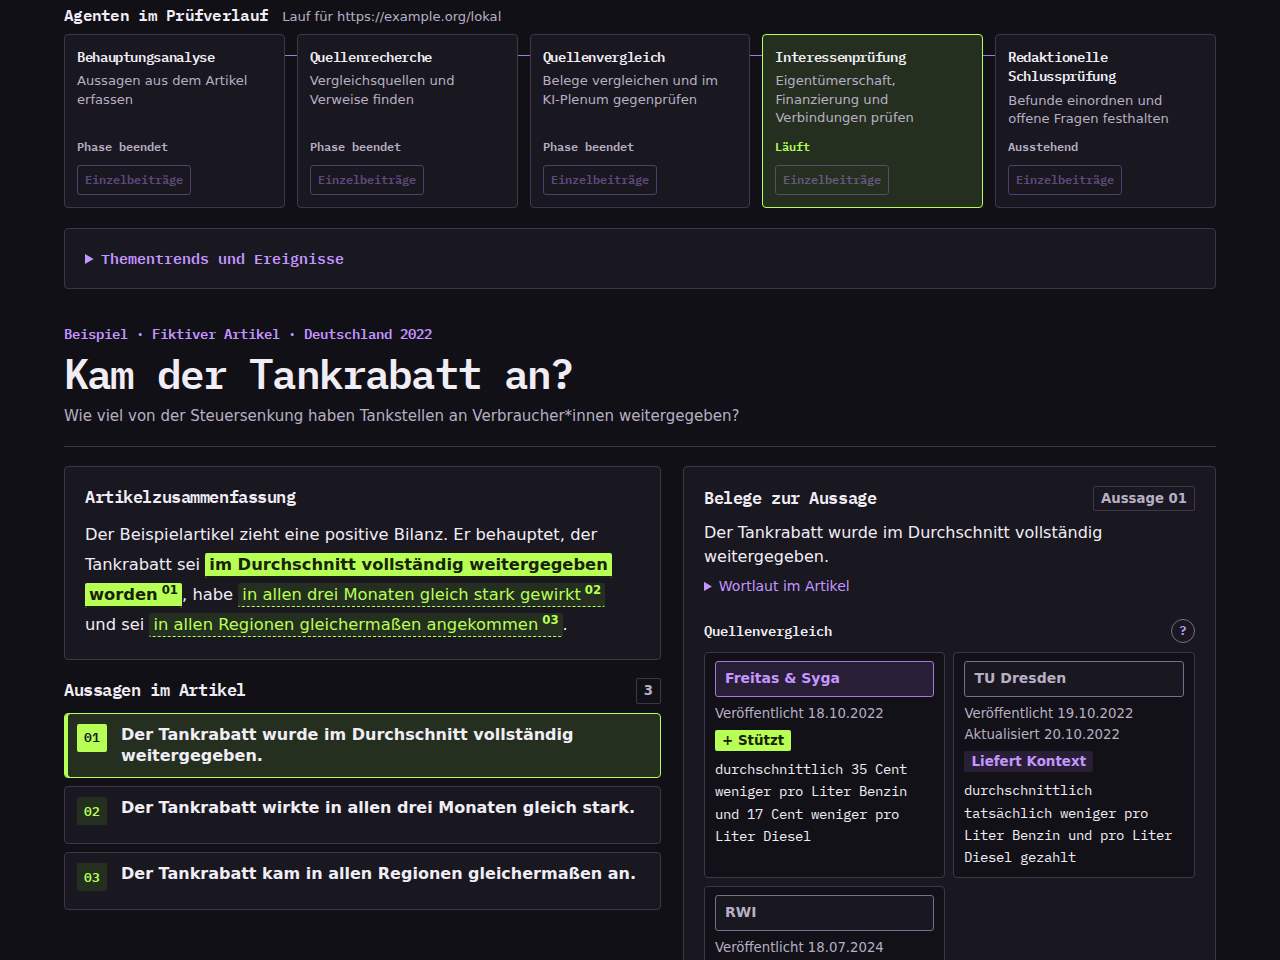 Agenten im Prüfverlauf Lauf für https://example.org/lokal
Behauptungsanalyse
Aussagen aus dem Artikel
erfassen
Phase beendet
Einzelbeiträge
Quellenrecherche
Vergleichsquellen und
Verweise finden
Phase beendet
Einzelbeiträge
Quellenvergleich
Belege vergleichen und im
KI-Plenum gegenprüfen
Phase beendet
Einzelbeiträge
Interessenprüfung
Eigentümerschaft,
Finanzierung und
Verbindungen prüfen
Läuft
Einzelbeiträge
Redaktionelle
Schlussprüfung
Befunde einordnen und
offene Fragen festhalten
Ausstehend
Einzelbeiträge
▶ Thementrends und Ereignisse
Beispiel · Fiktiver Artikel · Deutschland 2022
Kam der Tankrabatt an?
Wie viel von der Steuersenkung haben Tankstellen an Verbraucher*innen weitergegeben?
Artikelzusammenfassung
Der Beispielartikel zieht eine positive Bilanz. Er behauptet, der
Tankrabatt sei im Durchschnitt vollständig weitergegeben
worden 01, habe in allen drei Monaten gleich stark gewirkt 02
und sei in allen Regionen gleichermaßen angekommen 03.
Aussagen im Artikel 3
01 Der Tankrabatt wurde im Durchschnitt vollständig
weitergegeben.
02 Der Tankrabatt wirkte in allen drei Monaten gleich stark.
03 Der Tankrabatt kam in allen Regionen gleichermaßen an.
Belege zur Aussage Aussage 01
Der Tankrabatt wurde im Durchschnitt vollständig
weitergegeben.
▶ Wortlaut im Artikel
Quellenvergleich ?
Freitas & Syga
Veröffentlicht 18.10.2022
+ Stützt
durchschnittlich 35 Cent
weniger pro Liter Benzin
und 17 Cent weniger pro
Liter Diesel
TU Dresden
Veröffentlicht 19.10.2022
Aktualisiert 20.10.2022
Liefert Kontext
durchschnittlich
tatsächlich weniger pro
Liter Benzin und pro Liter
Diesel gezahlt
RWI
Veröffentlicht 18.07.2024